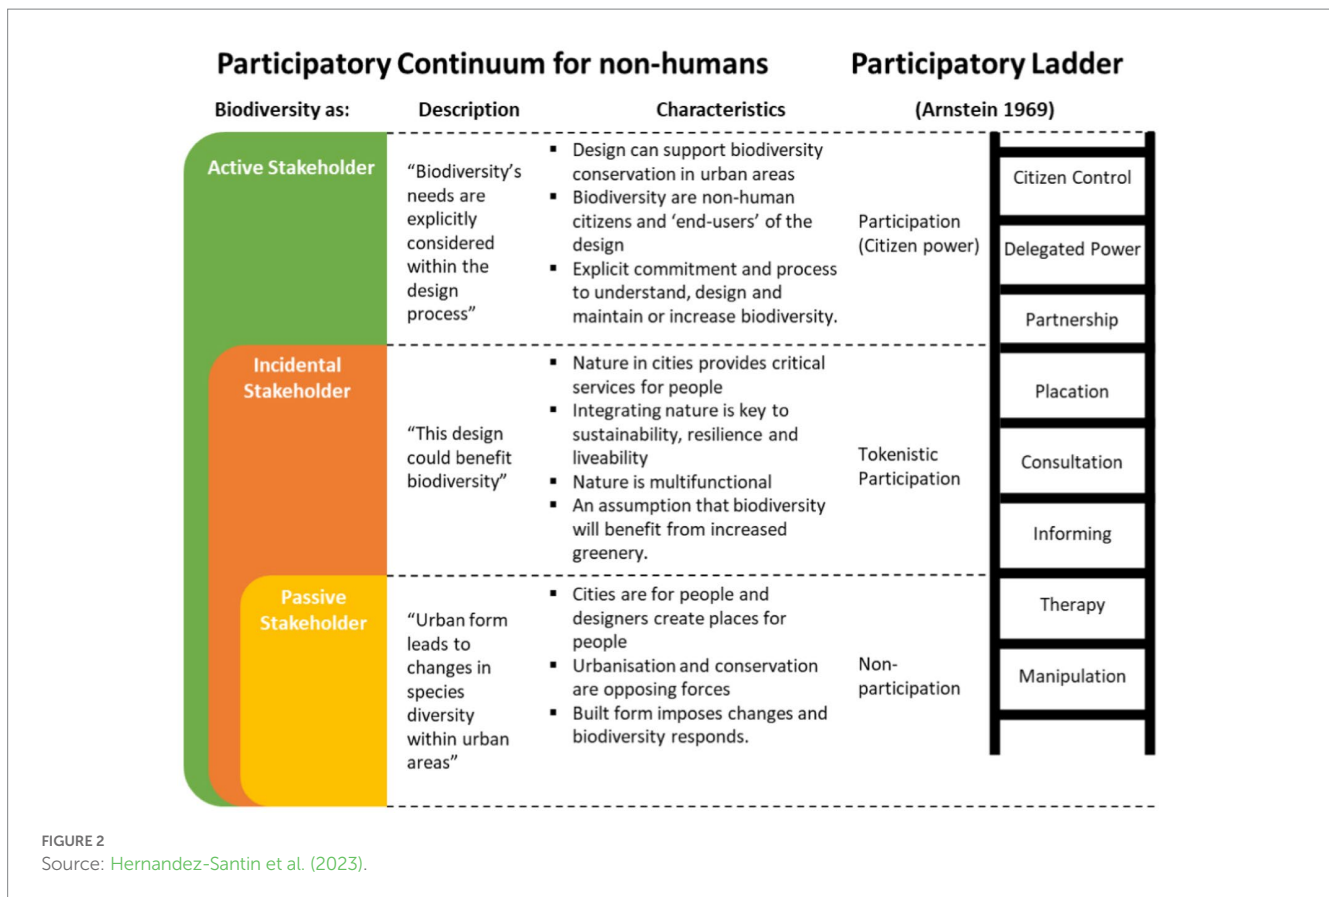 Participatory Continuum for non-humans
Participatory Ladder
Biodiversity as:
Description
Characteristics
(Arnstein 1969)
Active Stakeholder
“Biodiversity’s
needs are
explicitly
considered
within the
design
process”
▪ Design can support biodiversity
conservation in urban areas
▪ Biodiversity are non-human
citizens and ‘end-users’ of the
design
▪ Explicit commitment and process
to understand, design and
maintain or increase biodiversity.
Participation
(Citizen power)
Citizen Control
Delegated Power
Partnership
Incidental
Stakeholder
“This design
could benefit
biodiversity”
▪ Nature in cities provides critical
services for people
▪ Integrating nature is key to
sustainability, resilience and
liveability
▪ Nature is multifunctional
▪ An assumption that biodiversity
will benefit from increased
greenery.
Tokenistic
Participation
Placation
Consultation
Informing
Passive
Stakeholder
“Urban form
leads to
changes in
species
diversity
within urban
areas”
▪ Cities are for people and
designers create places for
people
▪ Urbanisation and conservation
are opposing forces
▪ Built form imposes changes and
biodiversity responds.
Non-
participation
Therapy
Manipulation
FIGURE 2
Source: Hernandez-Santin et al. (2023).